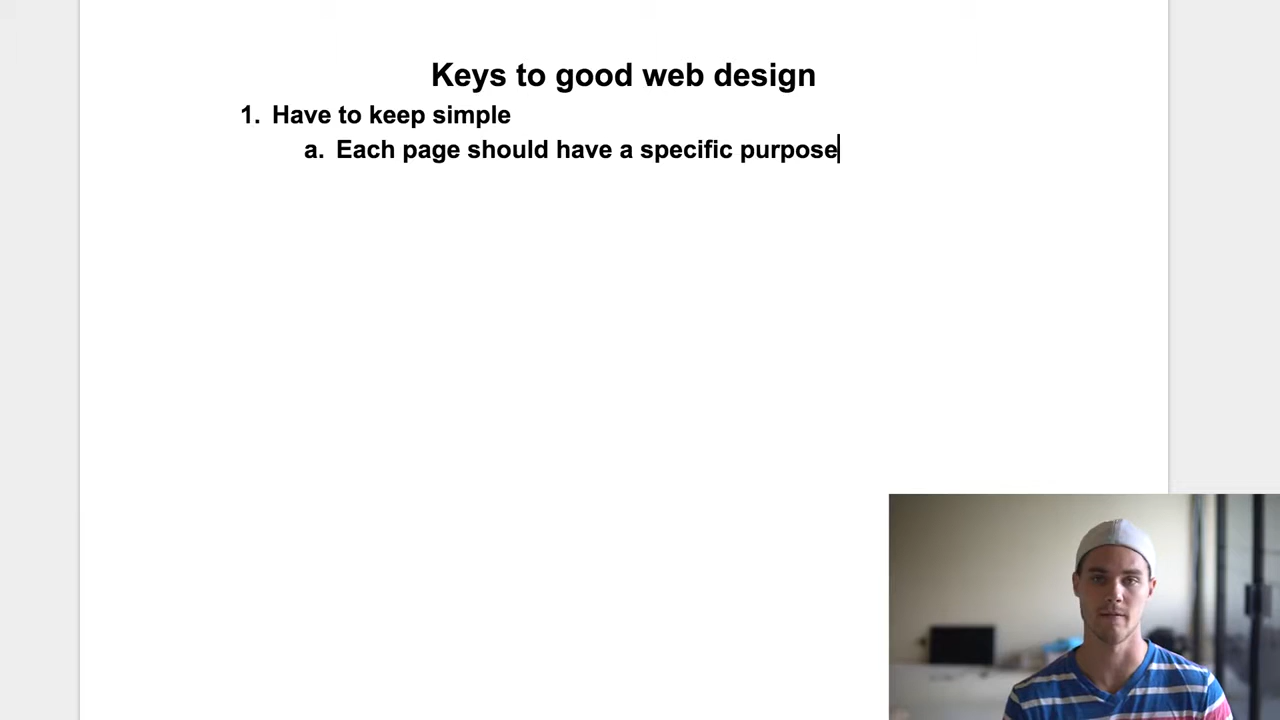 Keys to good web design
1. Have to keep simple
a. Each page should have a specific purpose